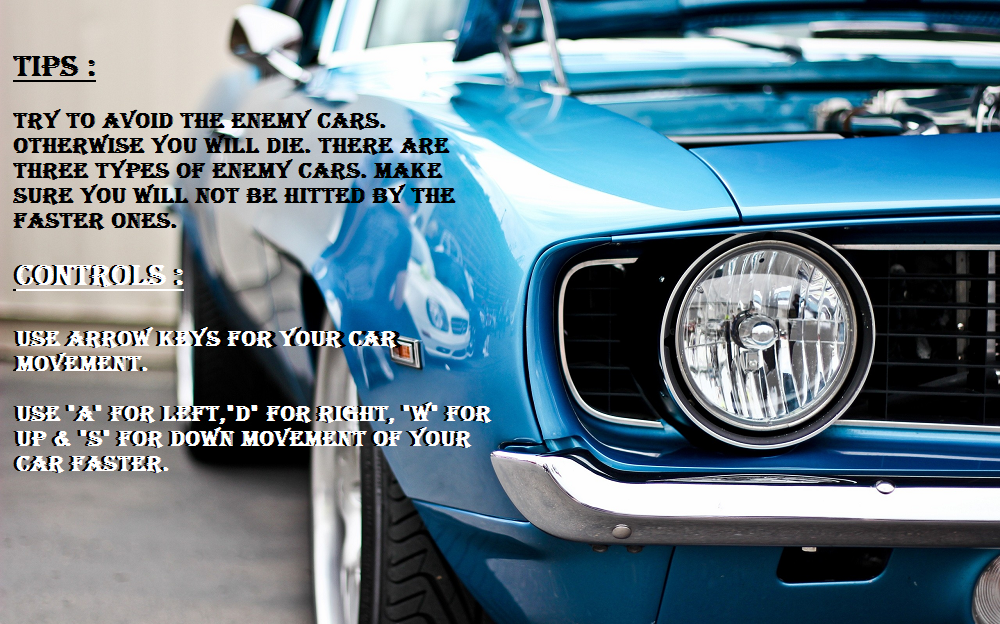 TIPS :
TRY TO AVOID THE ENEMY CARS.
OTHERWISE YOU WILL DIE. THERE ARE
THREE TYPES OF ENEMY CARS. MAKE
SURE YOU WILL NOT BE HITTED BY THE
FASTER ONES.
CONTROLS :
USE ARROW KEYS FOR YOUR CAR
MOVEMENT.
USE "A" FOR LEFT,"D" FOR RIGHT, "W" FOR
UP & "S" FOR DOWN MOVEMENT OF YOUR
CAR FASTER.